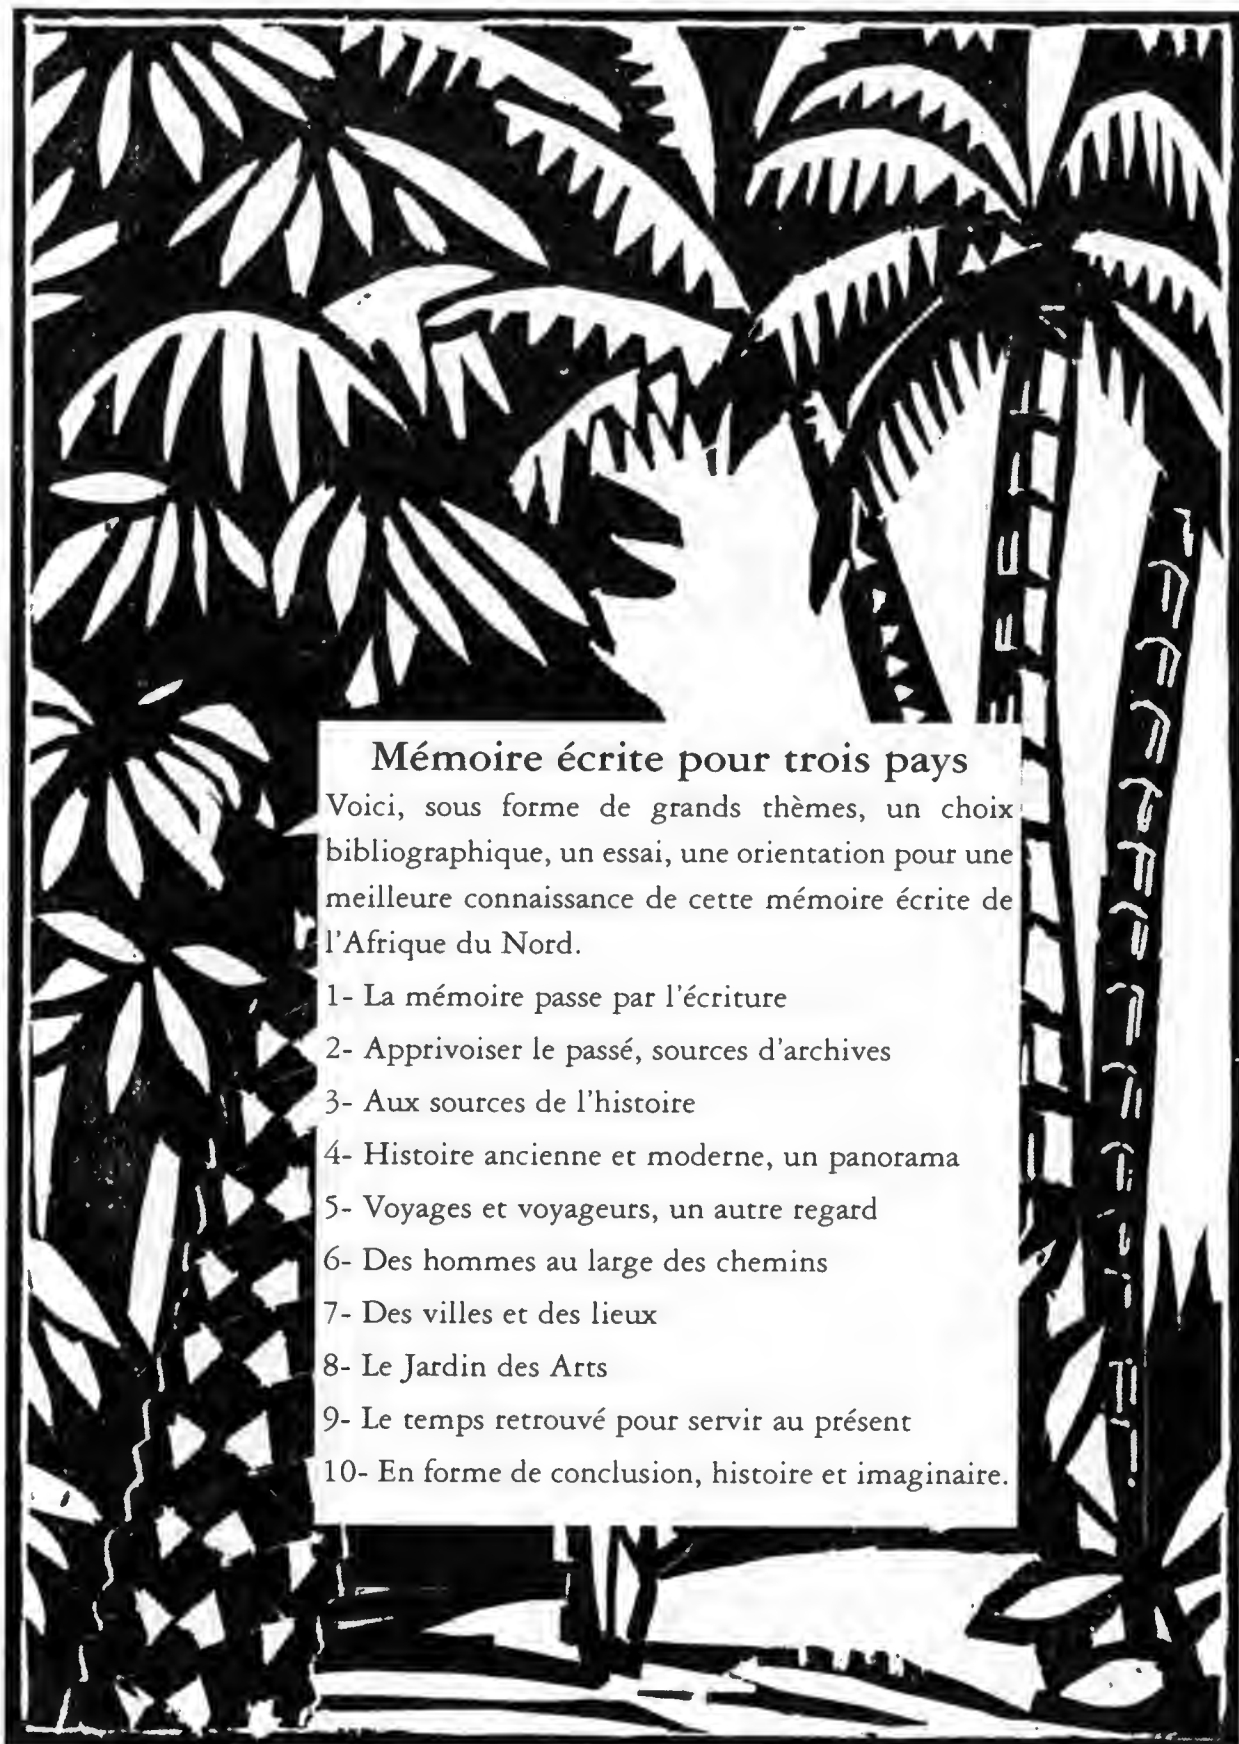 Mémoire écrite pour trois pays
Voici, sous forme de grands thèmes, un choix
bibliographique, un essai, une orientation pour une
meilleure connaissance de cette mémoire écrite de
l'Afrique du Nord.
1- La mémoire passe par l'écriture
2- Apprivoiser le passé, sources d'archives
3- Aux sources de l'histoire
4- Histoire ancienne et moderne, un panorama
5- Voyages et voyageurs, un autre regard
6- Des hommes au large des chemins
7- Des villes et des lieux
8- Le Jardin des Arts
9- Le temps retrouvé pour servir au présent
10- En forme de conclusion, histoire et imaginaire.